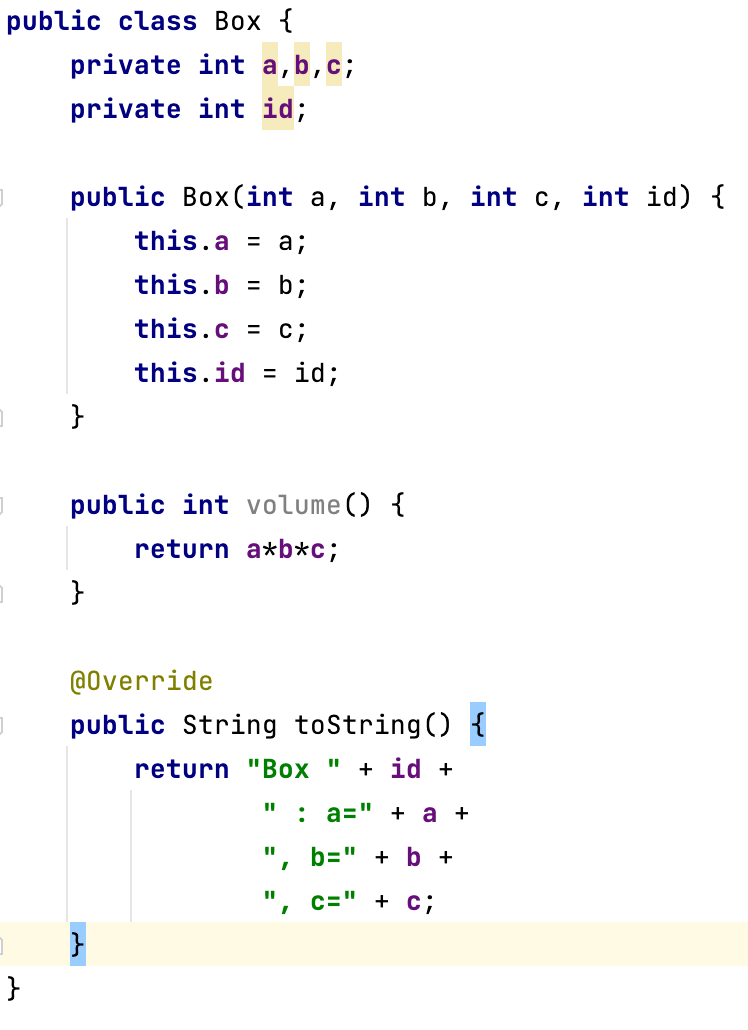 public class Box {
    private int a,b,c;
    private int id;

    public Box(int a, int b, int c, int id) {
        this.a = a;
        this.b = b;
        this.c = c;
        this.id = id;
    }

    public int volume() {
        return a*b*c;
    }

    @Override
    public String toString() {
        return "Box " + id +
                " : a=" + a +
                ", b=" + b +
                ", c=" + c;
    }
}